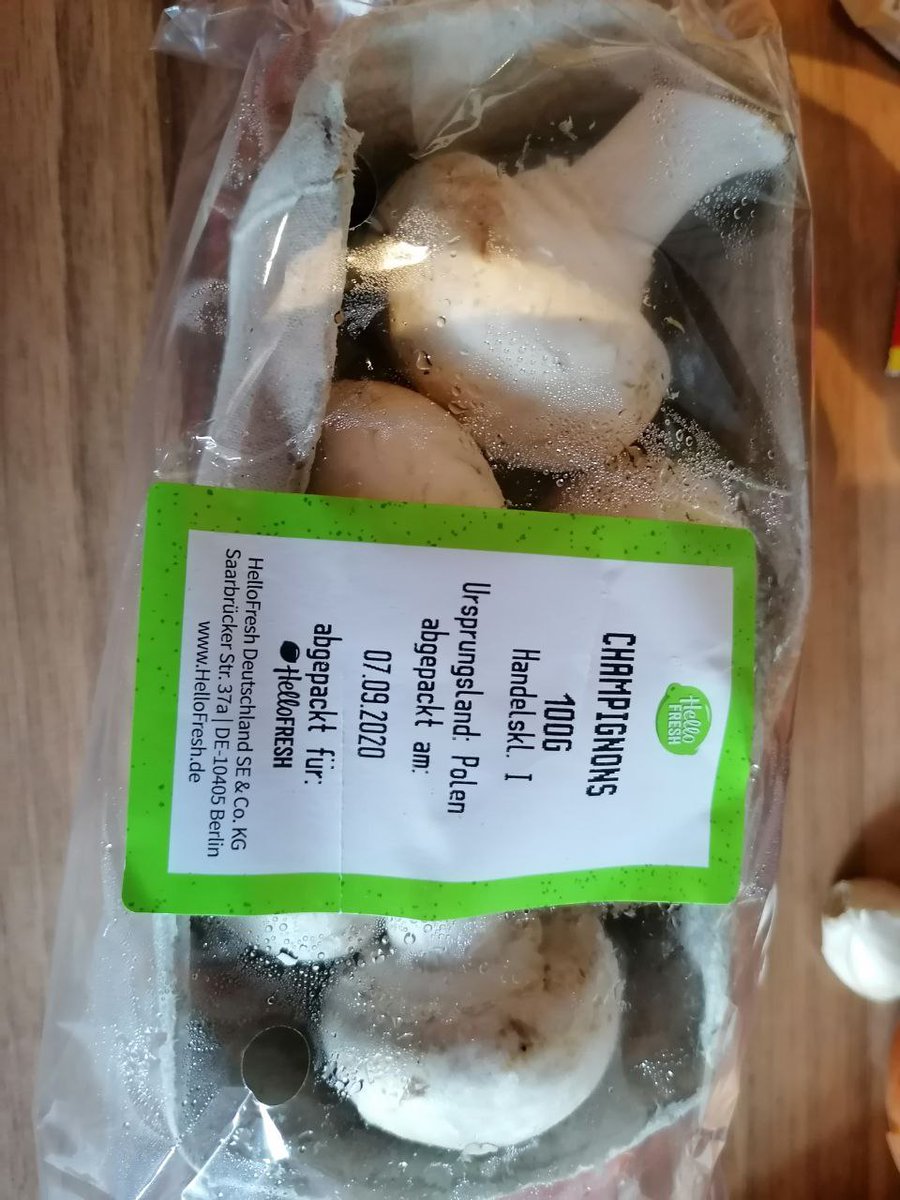 Hello
FRESH
CHAMPIGNONS
100G
Handelskl. I
Ursprungsland: Polen
abgepackt am:
07.09.2020
abgepackt für:
HelloFRESH
HelloFresh Deutschland SE & Co. KG
Saarbrücker Str. 37a | DE-10405 Berlin
www.HelloFresh.de